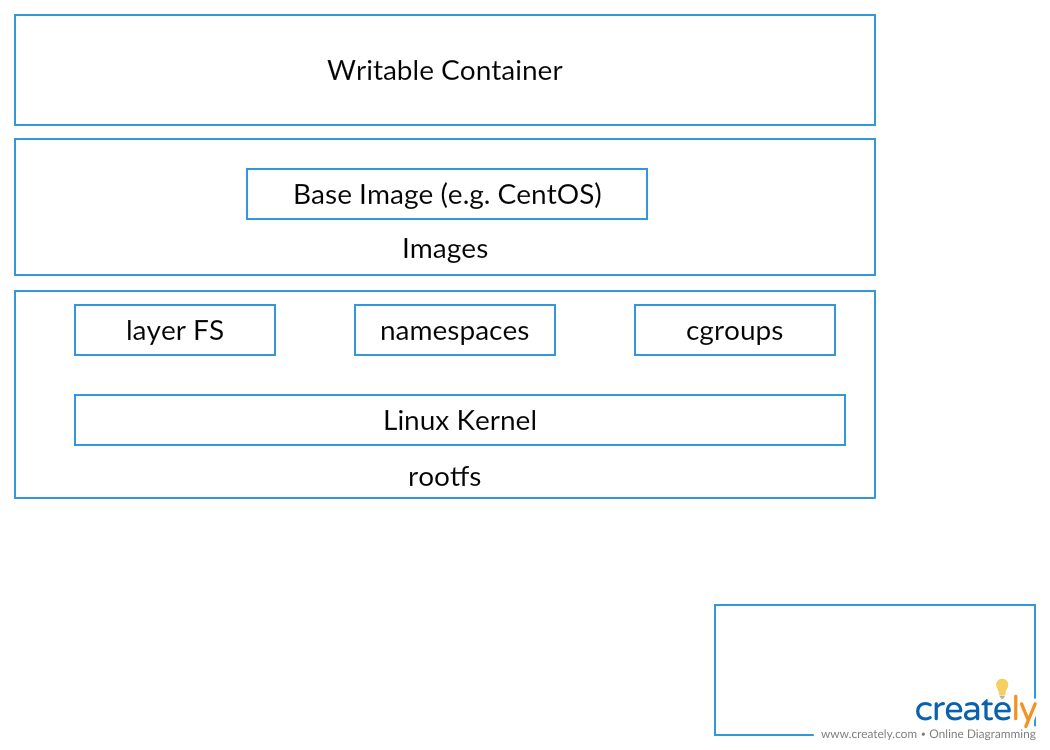 Writable Container
Base Image (e.g. CentOS)
Images
layer FS
namespaces
cgroups
Linux Kernel
rootfs
creately
www.creately.com • Online Diagramming